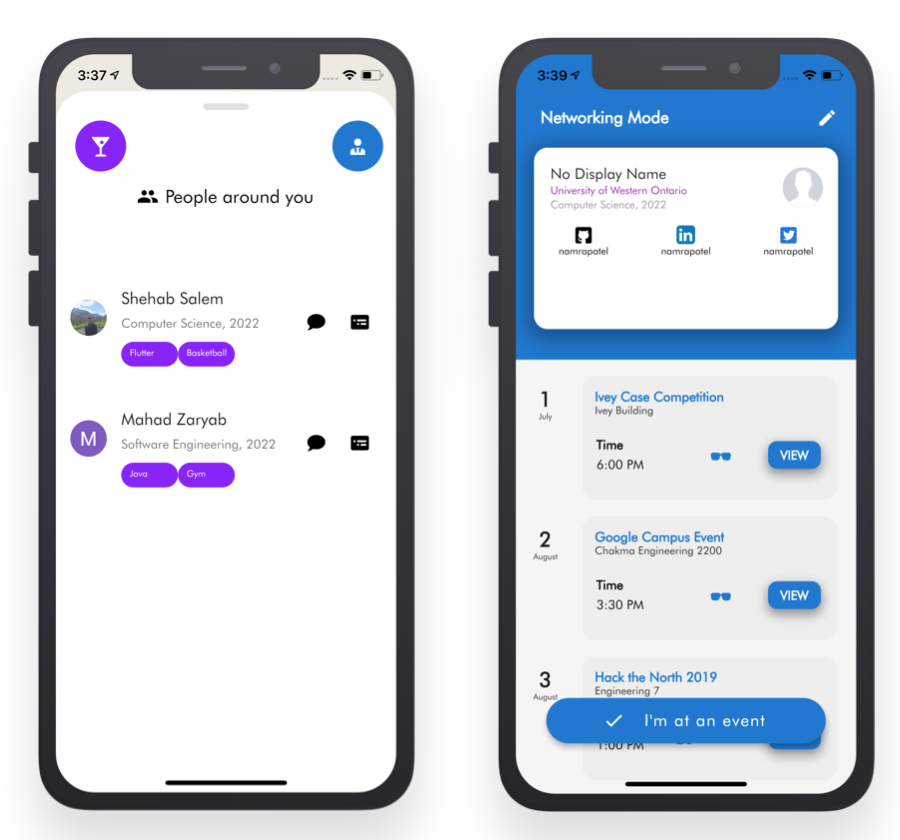 3:37
People around you
Shehab Salem
Computer Science, 2022
Flutter Basketball
M
Mahad Zaryab
Software Engineering, 2022
Java Gym
3:39
Networking Mode
No Display Name
University of Western Ontario
Computer Science, 2022
in
namrapatel namrapatel namrapatel
1
July
Ivey Case Competition
Ivey Building
Time
6:00 PM
VIEW
2
August
Google Campus Event
Chakma Engineering 2200
Time
3:30 PM
VIEW
3
August
Hack the North 2019
Engineering 7
I'm at an event
1:00 PM